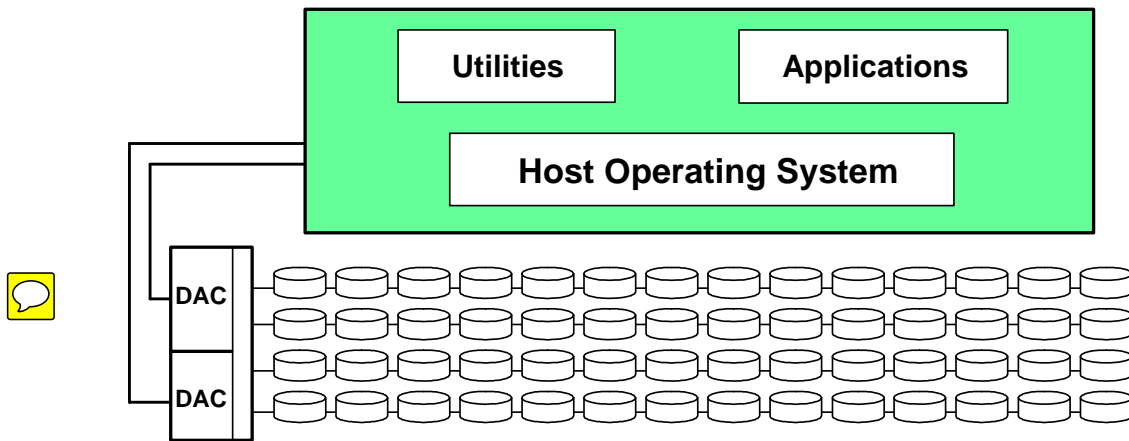 Utilities
Applications
Host Operating System
DAC
DAC